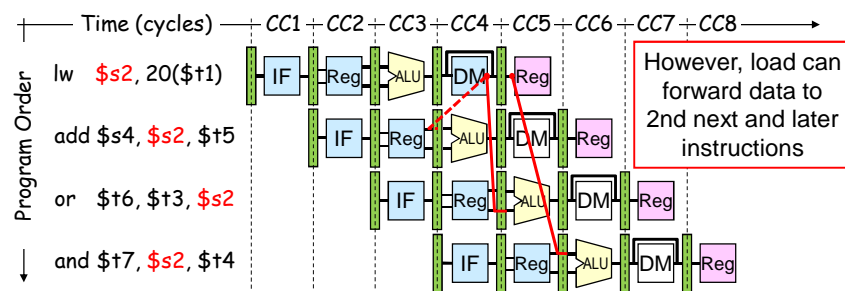 Time (cycles) CC1 CC2 CC3 CC4 CC5 CC6 CC7 CC8
Program Order
lw $s2, 20($t1) IF Reg ALU DM Reg
add $s4, $s2, $t5 IF Reg ALU DM Reg
or $t6, $t3, $s2 IF Reg ALU DM Reg
and $t7, $s2, $t4 IF Reg ALU DM Reg
However, load can
forward data to
2nd next and later
instructions